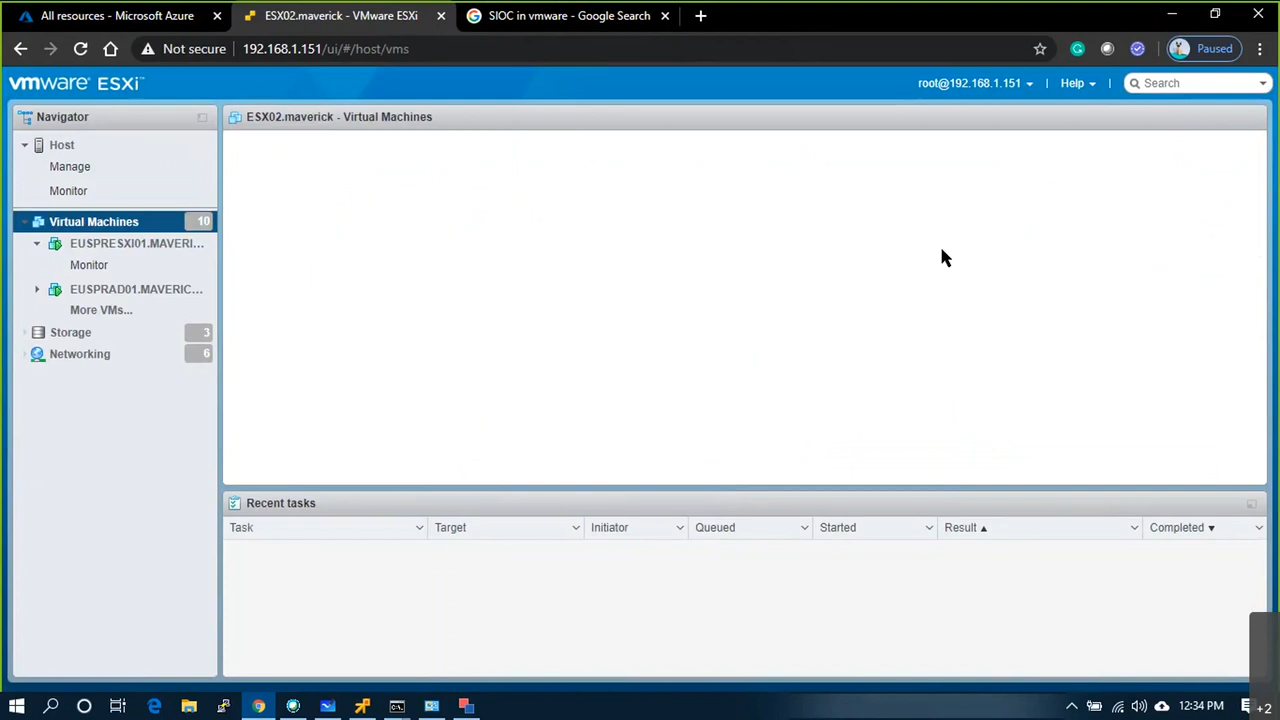 All resources - Microsoft Azure
ESX02.maverick - VMware ESXi
SIOC in vmware - Google Search
Not secure
192.168.1.151/ui/#/host/vms
Paused
vmware ESXi
root@192.168.1.151
Help
Search
Navigator
ESX02.maverick - Virtual Machines
Host
Manage
Monitor
Virtual Machines
10
EUSPRESXI01.MAVERI...
Monitor
EUSPRAD01.MAVERIC...
More VMs...
Storage
3
Networking
6
Recent tasks
Task
Target
Initiator
Queued
Started
Result
Completed
12:34 PM
+2